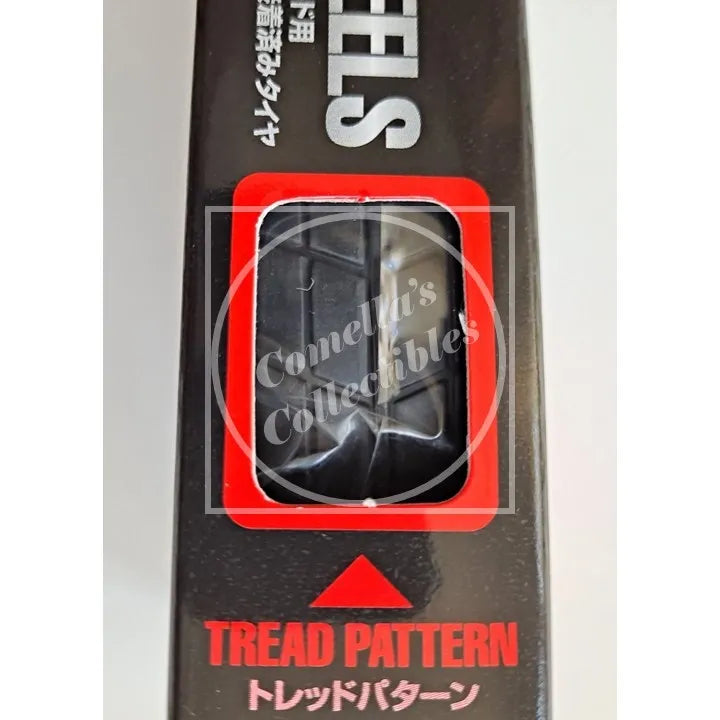 EELS
ド用
着済みタイヤ
Comella's
Collectibles
TREAD PATTERN
トレッドパターン